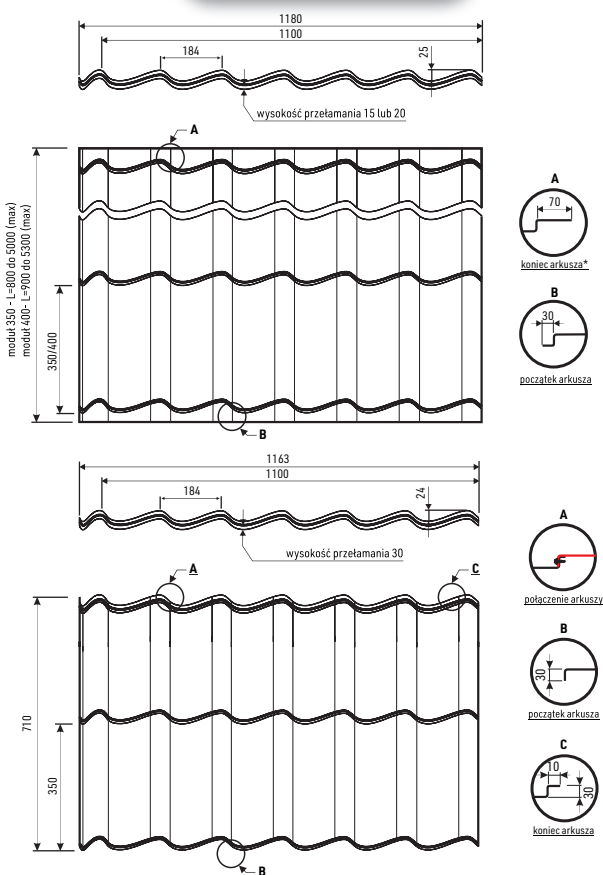 1180
1100
184
25
wysokość przełamania 15 lub 20
A
moduł 350 - L=800 do 5000 (max)
moduł 400- L=900 do 5300 (max)
350/400
B
A
70
koniec arkusza*
B
30
początek arkusza
1163
1100
184
24
wysokość przełamania 30
A
C
710
350
B
A
połączenie arkuszy
B
30
początek arkusza
C
10
30
koniec arkusza